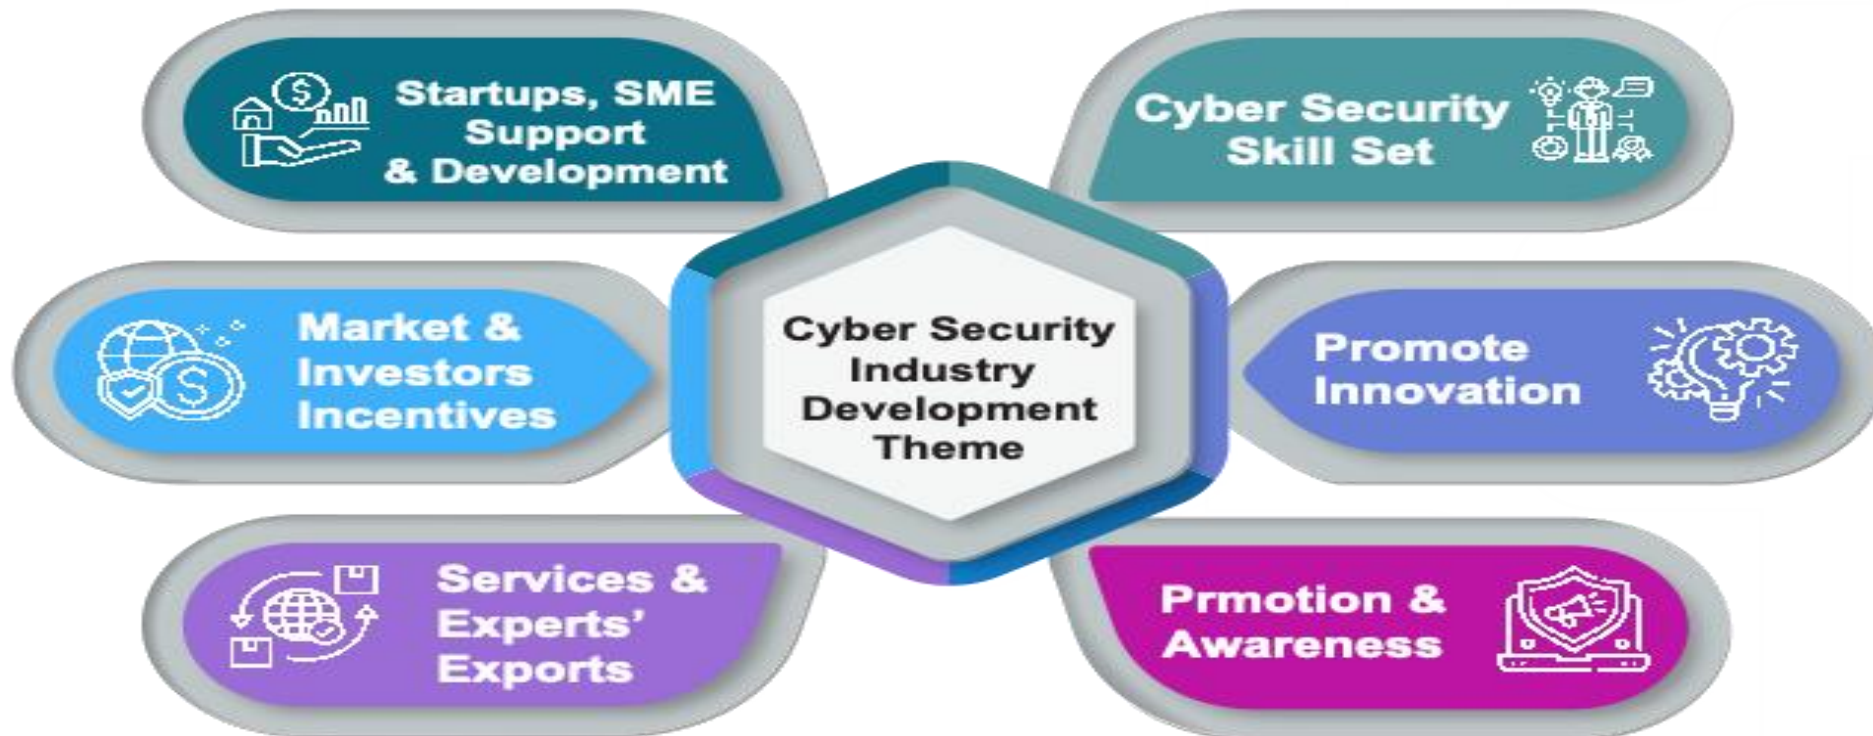 Startups, SME
Support
& Development
Cyber Security
Skill Set
Market &
Investors
Incentives
Cyber Security
Industry
Development
Theme
Promote
Innovation
Services &
Experts’
Exports
Prmotion &
Awareness